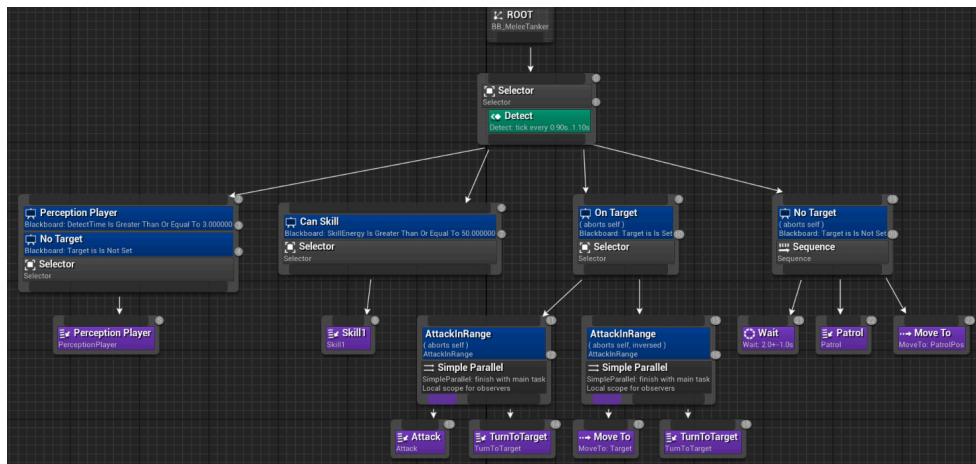 ROOT
BB_MeleeTanker
Selector
Selector
Detect
Detect: tick every 0.90s..1.10s
Perception Player
Blackboard: DetectTime Is Greater Than Or Equal To 3.000000
No Target
Blackboard: Target is Is Not Set
Selector
Selector
Can Skill
Blackboard: SkillEnergy Is Greater Than Or Equal To 50.000000
Selector
Selector
On Target
( aborts self )
Blackboard: Target is Is Set
Selector
Selector
No Target
( aborts self )
Blackboard: Target is Is Not Set
Sequence
Sequence
Perception Player
PerceptionPlayer
Skill1
Skill1
AttackInRange
( aborts self )
AttackInRange
Simple Parallel
SimpleParallel: finish with main task
Local scope for observers
AttackInRange
( aborts self, inversed )
AttackInRange
Simple Parallel
SimpleParallel: finish with main task
Local scope for observers
Wait
Wait: 2.0+-1.0s
Patrol
Patrol
Move To
MoveTo: PatrolPos
Attack
Attack
TurnToTarget
TurnToTarget
Move To
MoveTo: Target
TurnToTarget
TurnToTarget